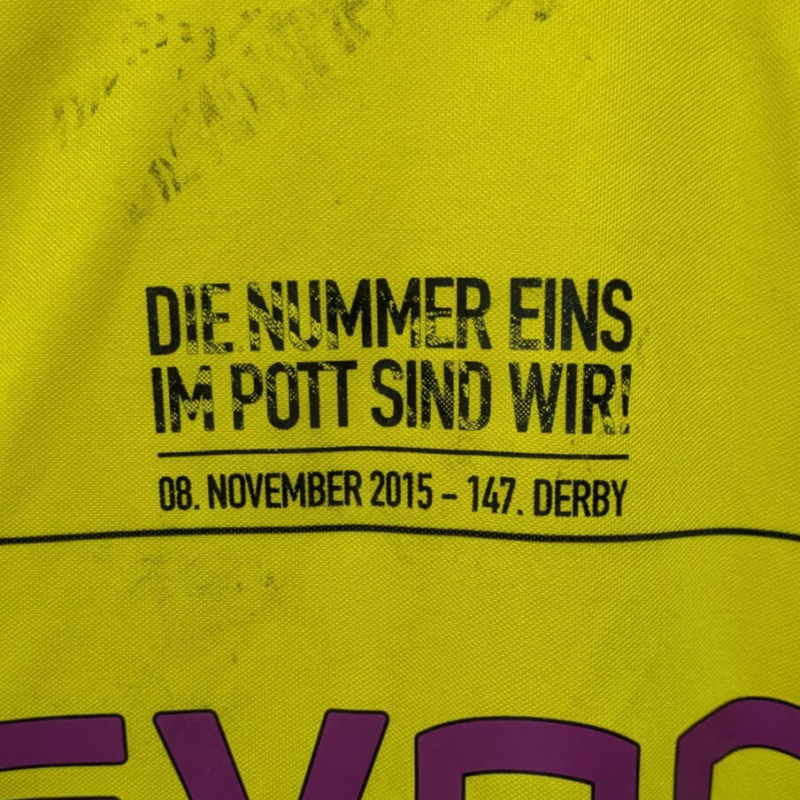 DIE NUMMER EINS
IM POTT SIND WIR!
08. NOVEMBER 2015 - 147. DERBY